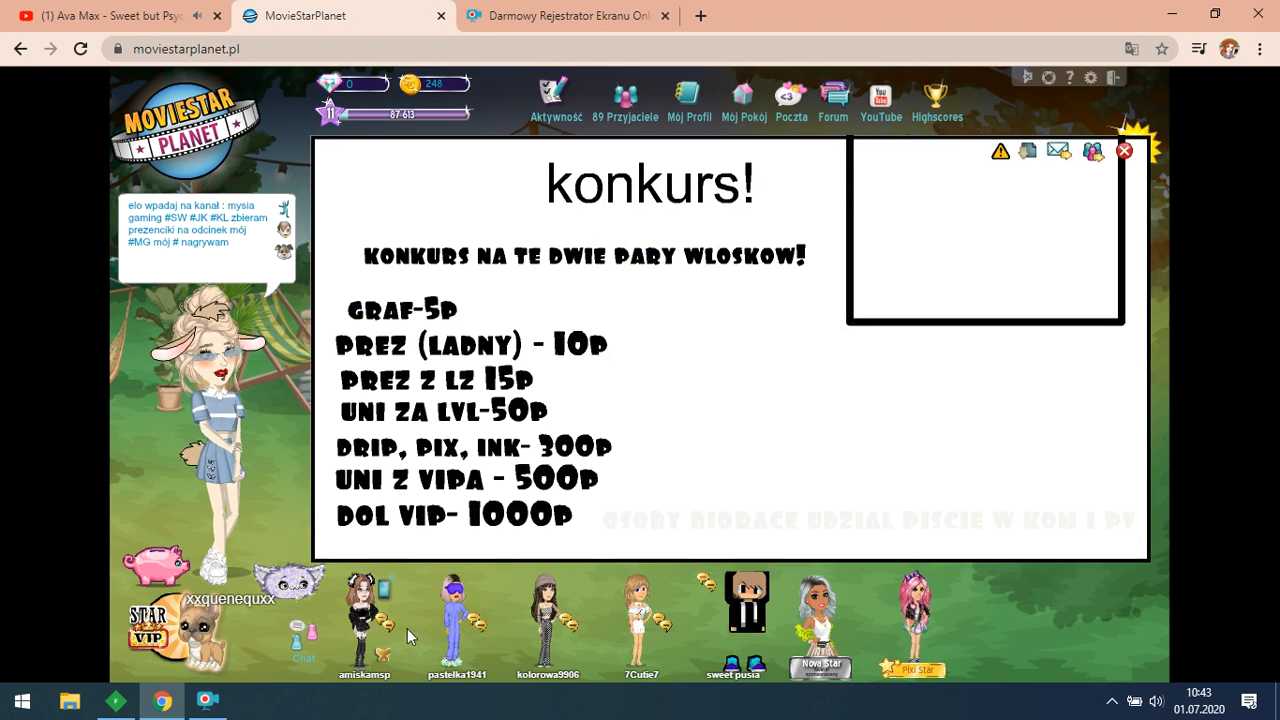 (1) Ava Max - Sweet but Psyc
MovieStarPlanet
Darmowy Rejestrator Ekranu Onli
moviestarplanet.pl
MOVIESTAR
PLANET
0
248
11
87 613
Aktywność
89 Przyjaciele
Mój Profil
Mój Pokój
<3
Poczta
Forum
You
Tube
YouTube
Highscores
elo wpadaj na kanał : mysia
gaming #SW #JK #KL zbieram
prezenciki na odcinek mój
#MG mój # nagrywam
konkurs!
KONKURS NA TE DWIE PARY WLOSKOW!
GRAF-5P
PREZ (LADNY) - 10P
PREZ Z LZ 15P
UNI ZA LVL-50P
DRIP, PIX, INK- 300P
UNI Z VIPA - 500P
DOL VIP- 1000P
OSOBY BIORACE UDZIAL PISCIE W KOM I PV
xxquenequxx
STAR
VIP
Chat
amiskamsp
pastelka1941
kolorowa9906
7Cutie7
sweet pusia
Nova Star
Pixi Star
10:43
01.07.2020